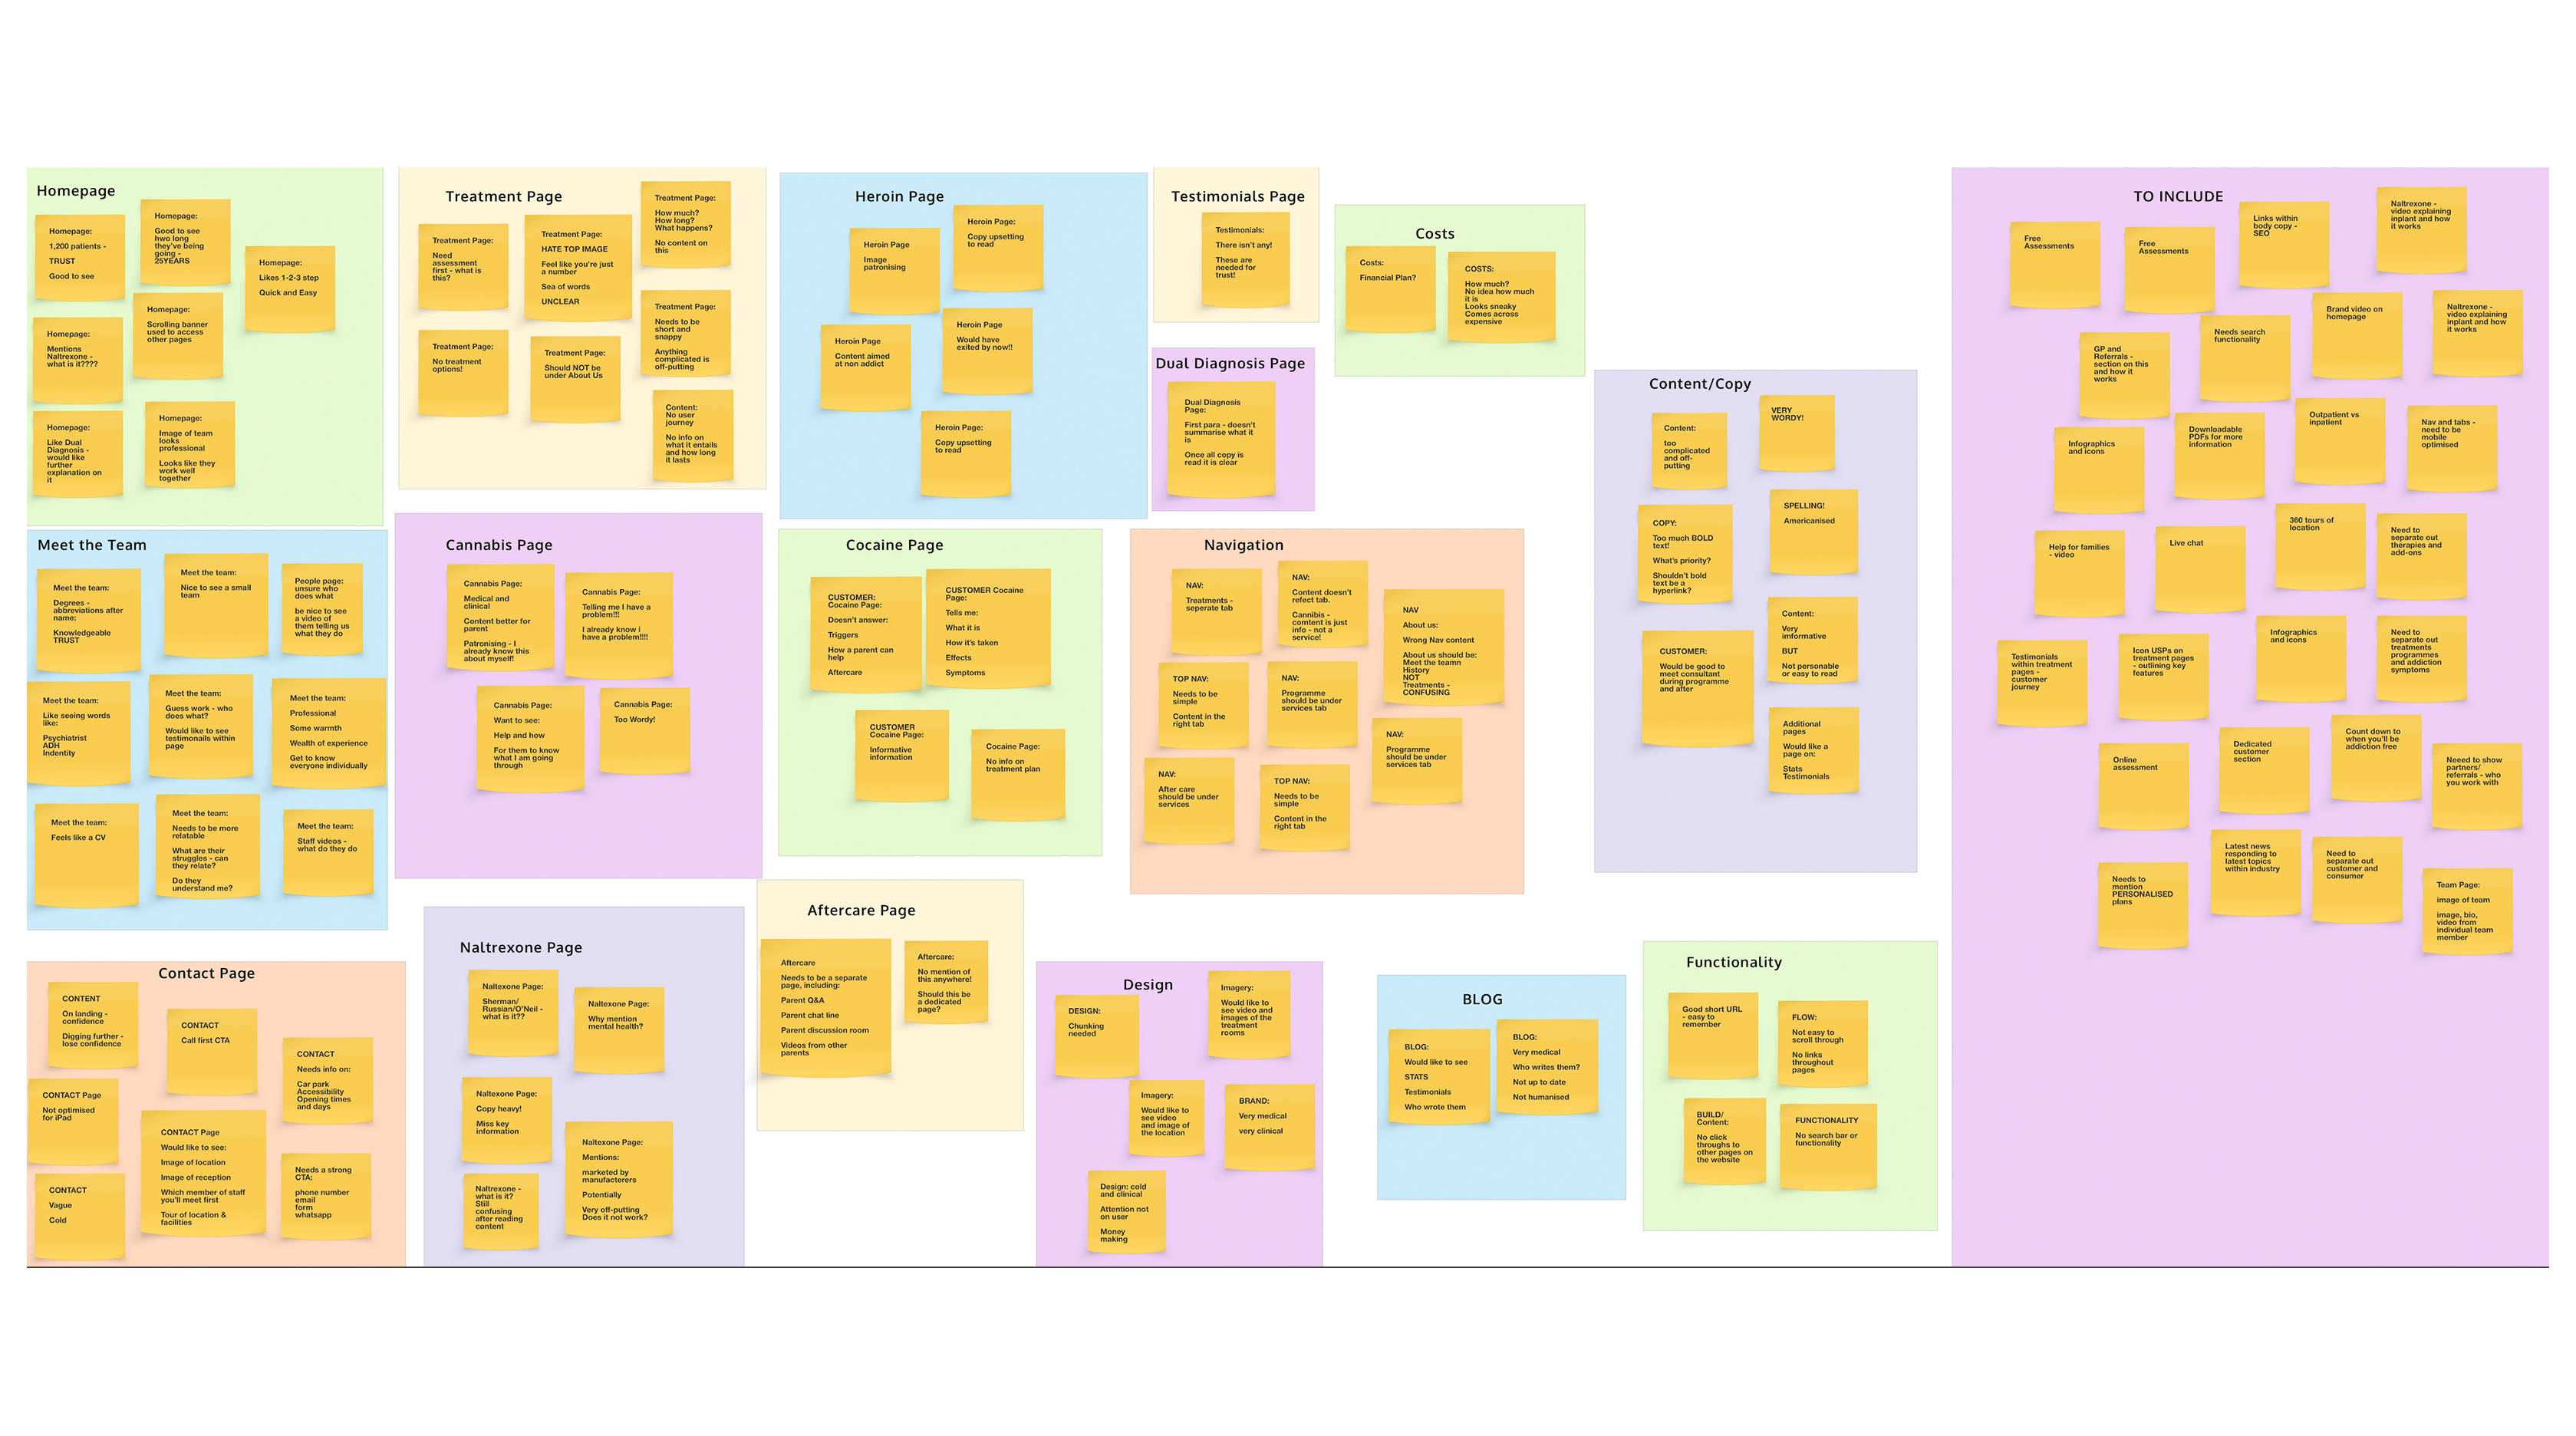 Homepage
Homepage:
1,200 patients -
TRUST
Good to see
Homepage:
Good to see
hwo long
they've being
going -
25YEARS
Homepage:
Likes 1-2-3 step
Quick and Easy
Homepage:
Mentions
Naltrexone -
what is it????
Homepage:
Scrolling banner
used to access
other pages
Homepage:
Like Dual
Diagnosis -
would like
further
explanation on
it
Homepage:
Image of team
looks
professional
Looks like they
work well
together
Treatment Page
Treatment Page:
Need
assessment
first - what is
this?
Treatment Page:
HATE TOP IMAGE
Feel like you're just
a number
Sea of words
UNCLEAR
Treatment Page:
How much?
How long?
What happens?
No content on
this
Treatment Page:
No treatment
options!
Treatment Page:
Should NOT be
under About Us
Treatment Page:
Needs to be
short and
snappy
Anything
complicated is
off-putting
Content:
No user
journey
No info on
what it entails
and how long
it lasts
Heroin Page
Heroin Page
Image
patronising
Heroin Page:
Copy upsetting
to read
Heroin Page
Content aimed
at non addict
Heroin Page
Would have
exited by now!!
Heroin Page:
Copy upsetting
to read
Testimonials Page
Testimonials:
There isn't any!
These are
needed for
trust!
Costs
Costs:
Financial Plan?
COSTS:
How much?
No idea how much
it is
Looks sneaky
Comes across
expensive
Dual Diagnosis Page
Dual Diagnosis
Page:
First para - doesn't
summarise what it
is
Once all copy is
read it is clear
Content/Copy
Content:
too
complicated
and off-
putting
VERY
WORDY!
COPY:
Too much BOLD
text!
What's priority?
Shouldn't bold
text be a
hyperlink?
SPELLING!
Americanised
CUSTOMER:
Would be good to
meet consultant
during programme
and after
Content:
Very
imformative
BUT
Not personable
or easy to read
Additional
pages
Would like a
page on:
Stats
Testimonials
TO INCLUDE
Free
Assessments
Free
Assessments
Links within
body copy -
SEO
Naltrexone -
video explaining
inplant and how
it works
GP and
Referrals -
section on this
and how it
works
Needs search
functionality
Brand video on
homepage
Naltrexone -
video explaining
inplant and how
it works
Infographics
and icons
Downloadable
PDFs for more
information
Outpatient vs
inpatient
Nav and tabs -
need to be
mobile
optimised
Help for families
- video
Live chat
360 tours of
location
Need to
separate out
therapies and
add-ons
Testimonials
within treatment
pages -
customer
journey
Icon USPs on
treatment pages
- outlining key
features
Infographics
and icons
Need to
separate out
treatments
programmes
and addiction
symptoms
Online
assessment
Dedicated
customer
section
Count down to
when you'll be
addiction free
Neeed to show
partners/
referrals - who
you work with
Needs to
mention
PERSONALISED
plans
Latest news
responding to
latest topics
within industry
Need to
separate out
customer and
consumer
Team Page:
image of team
image, bio,
video from
individual team
member
Meet the Team
Meet the team:
Degrees -
abbreviations after
name:
Knowledgeable
TRUST
Meet the team:
Nice to see a small
team
People page:
unsure who
does what
be nice to see
a video of
them telling us
what they do
Meet the team:
Like seeing words
like:
Psychiatrist
ADH
Indentity
Meet the team:
Guess work - who
does what?
Would like to see
testimonails within
page
Meet the team:
Professional
Some warmth
Wealth of experience
Get to know
everyone individually
Meet the team:
Feels like a CV
Meet the team:
Needs to be more
relatable
What are their
struggles - can
they relate?
Do they
understand me?
Meet the team:
Staff videos -
what do they do
Cannabis Page
Cannabis Page:
Medical and
clinical
Content better for
parent
Patronising - I
already know this
about myself!
Cannabis Page:
Telling me I have a
problem!!!
I already know i
have a problem!!!!
Cannabis Page:
Want to see:
Help and how
For them to know
what I am going
through
Cannabis Page:
Too Wordy!
Cocaine Page
CUSTOMER:
Cocaine Page:
Doesn't answer:
Triggers
How a parent can
help
Aftercare
CUSTOMER Cocaine
Page:
Tells me:
What it is
How it's taken
Effects
Symptoms
CUSTOMER
Cocaine Page:
Informative
information
Cocaine Page:
No info on
treatment plan
Navigation
NAV:
Treatments -
seperate tab
NAV:
Content doesn't
refect tab.
Cannibis -
comtent is just
info - not a
service!
NAV
About us:
Wrong Nav content
About us should be:
Meet the teamn
History
NOT
Treatments -
CONFUSING
TOP NAV:
Needs to be
simple
Content in the
right tab
NAV:
Programme
should be under
services tab
NAV:
Programme
should be under
services tab
NAV:
After care
should be under
services
TOP NAV:
Needs to be
simple
Content in the
right tab
Contact Page
CONTENT
On landing -
confidence
Digging further -
lose confidence
CONTACT
Call first CTA
CONTACT
Needs info on:
Car park
Accessibility
Opening times
and days
CONTACT Page
Not optimised
for iPad
CONTACT Page
Would like to see:
Image of location
Image of reception
Which member of staff
you'll meet first
Tour of location &
facilities
Needs a strong
CTA:
phone number
email
form
whatsapp
CONTACT
Vague
Cold
Naltrexone Page
Naltexone Page:
Sherman/
Russian/O'Neil -
what is it??
Naltexone Page:
Why mention
mental health?
Naltexone Page:
Copy heavy!
Miss key
information
Naltexone Page:
Mentions:
marketed by
manufacterers
Potentially
Very off-putting
Does it not work?
Naltrexone -
what is it?
Still
confusing
after reading
content
Aftercare Page
Aftercare
Needs to be a separate
page, including:
Parent Q&A
Parent chat line
Parent discussion room
Videos from other
parents
Aftercare:
No mention of
this anywhere!
Should this be
a dedicated
page?
Design
DESIGN:
Chunking
needed
Imagery:
Would like to
see video and
images of the
treatment
rooms
Imagery:
Would like to
see video
and image of
the location
BRAND:
Very medical
very clinical
Design: cold
and clinical
Attention not
on user
Money
making
BLOG
BLOG:
Would like to see
STATS
Testimonials
Who wrote them
BLOG:
Very medical
Who writes them?
Not up to date
Not humanised
Functionality
Good short URL
- easy to
remember
FLOW:
Not easy to
scroll through
No links
throughout
pages
BUILD/
Content:
No click
throughs to
other pages on
the website
FUNCTIONALITY
No search bar or
functionality